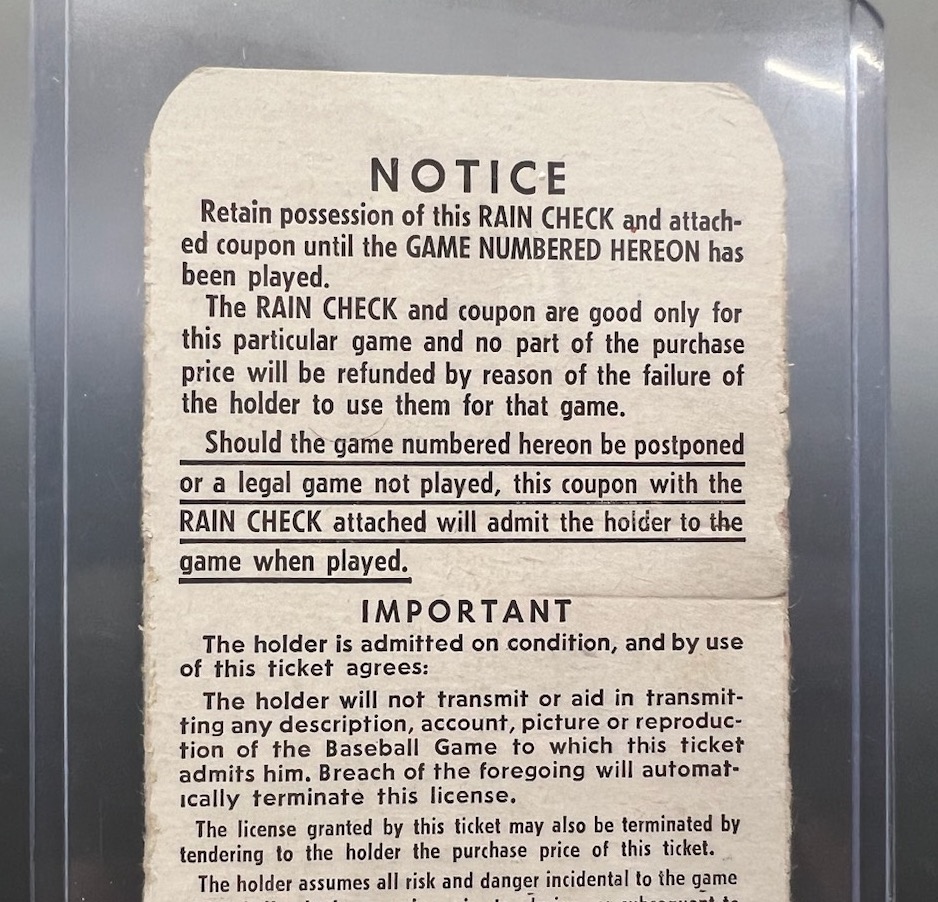 NOTICE
Retain possession of this RAIN CHECK and attach-
ed coupon until the GAME NUMBERED HEREON has
been played.
The RAIN CHECK and coupon are good only for
this particular game and no part of the purchase
price will be refunded by reason of the failure of
the holder to use them for that game.
Should the game numbered hereon be postponed
or a legal game not played, this coupon with the
RAIN CHECK attached will admit the holder to the
game when played.
IMPORTANT
The holder is admitted on condition, and by use
of this ticket agrees:
The holder will not transmit or aid in transmit-
ting any description, account, picture or reproduc-
tion of the Baseball Game to which this ticket
admits him. Breach of the foregoing will automat-
ically terminate this license.
The license granted by this ticket may also be terminated by
tendering to the holder the purchase price of this ticket.
The holder assumes all risk and danger incidental to the game
subsequent to